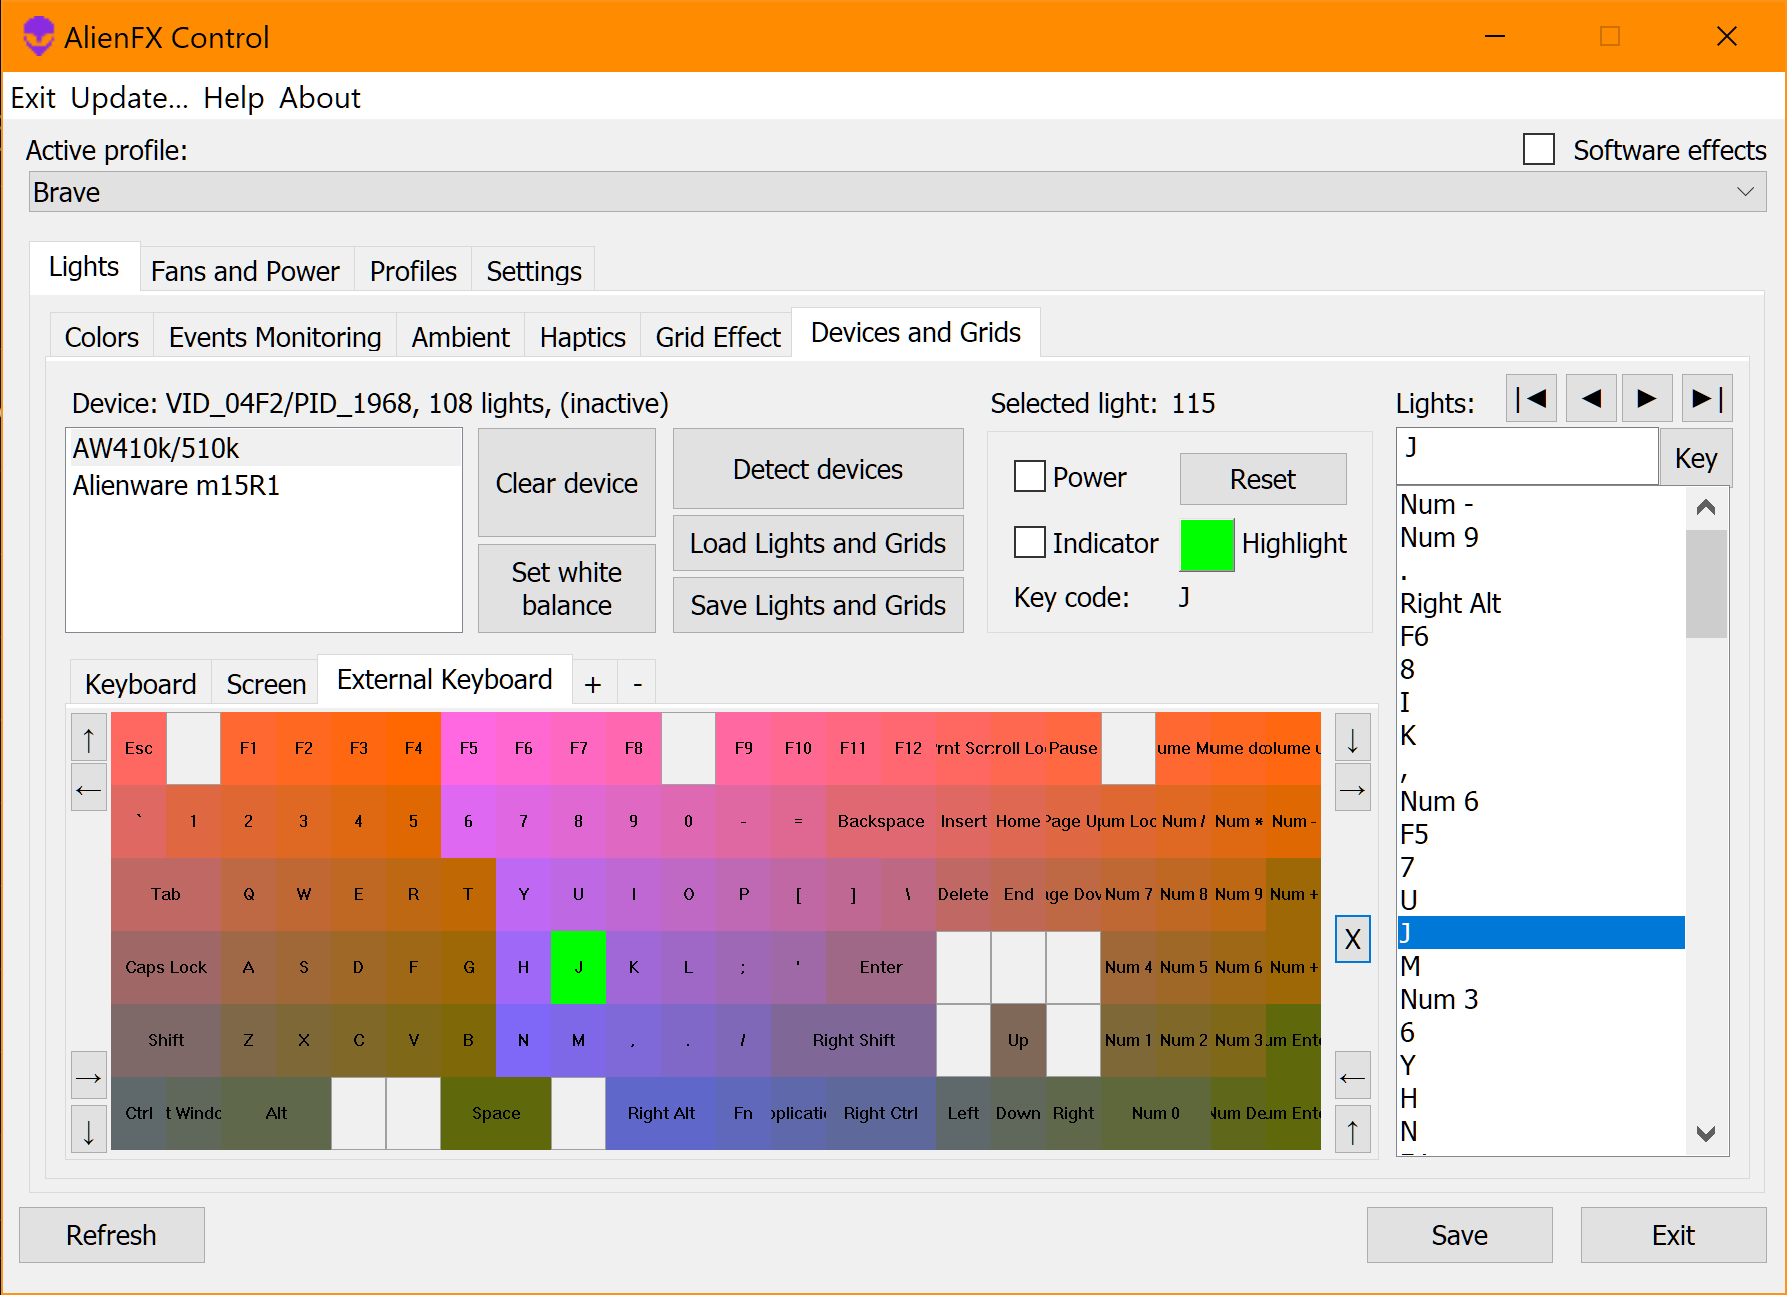 AlienFX Control
Exit Update... Help About
Active profile:
Software effects
Brave
Lights Fans and Power Profiles Settings
Colors Events Monitoring Ambient Haptics Grid Effect Devices and Grids
Device: VID_04F2/PID_1968, 108 lights, (inactive)
AW410k/510k
Alienware m15R1
Clear device
Set white
balance
Detect devices
Load Lights and Grids
Save Lights and Grids
Selected light: 115
Power
Reset
Indicator
Highlight
Key code: J
Lights:
J
Key
Num -
Num 9
.
Right Alt
F6
8
I
K
,
Num 6
F5
7
U
J
M
Num 3
6
Y
H
N
Keyboard Screen External Keyboard + -
Esc F1 F2 F3 F4 F5 F6 F7 F8 F9 F10 F11 F12 rnt Scr roll Lo Pause ume M ume do olume u
` 1 2 3 4 5 6 7 8 9 0 - = Backspace Insert Home Page U um Loc Num / Num * Num -
Tab Q W E R T Y U I O P [ ] \ Delete End ge Dov Num 7 Num 8 Num 9 Num +
Caps Lock A S D F G H J K L ; ' Enter Num 4 Num 5 Num 6 Num +
Shift Z X C V B N M , . / Right Shift Up Num 1 Num 2 Num 3 um Ent
Ctrl t Windo Alt Space Right Alt Fn pplicati Right Ctrl Left Down Right Num 0 Num De um Ent
X
Refresh
Save
Exit